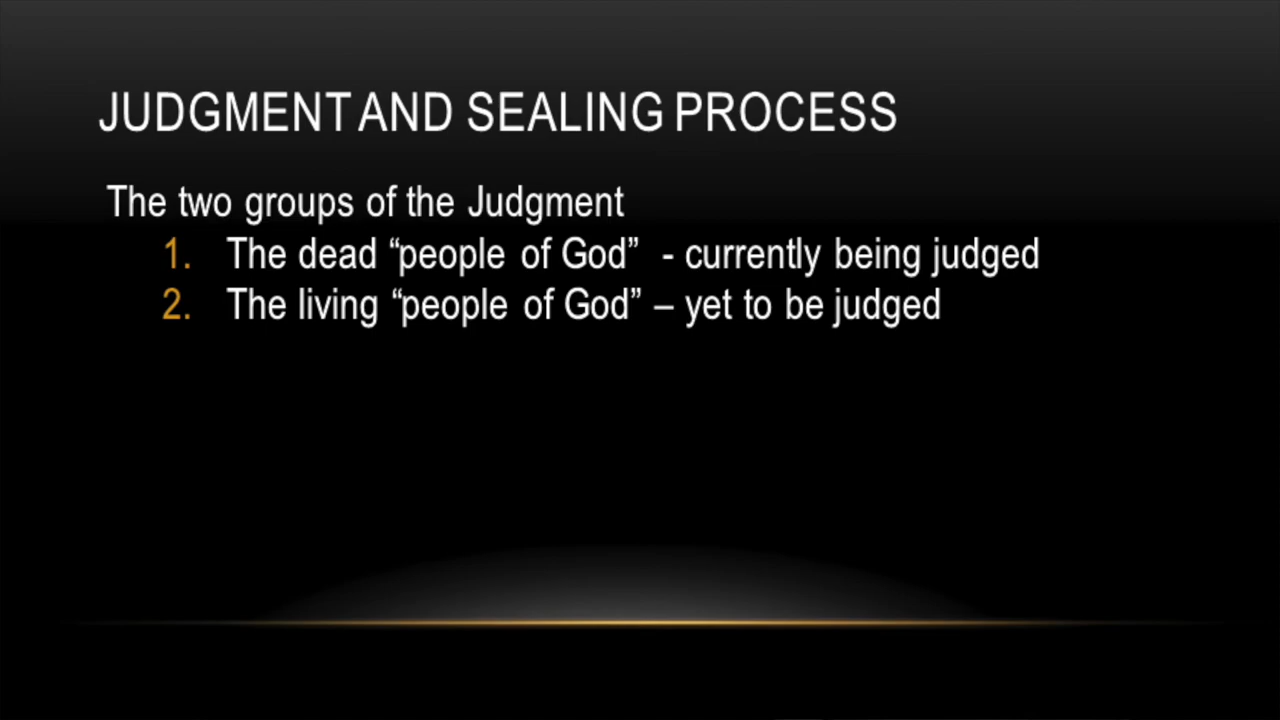 JUDGMENT AND SEALING PROCESS
The two groups of the Judgment
1. The dead “people of God” - currently being judged
2. The living “people of God” – yet to be judged